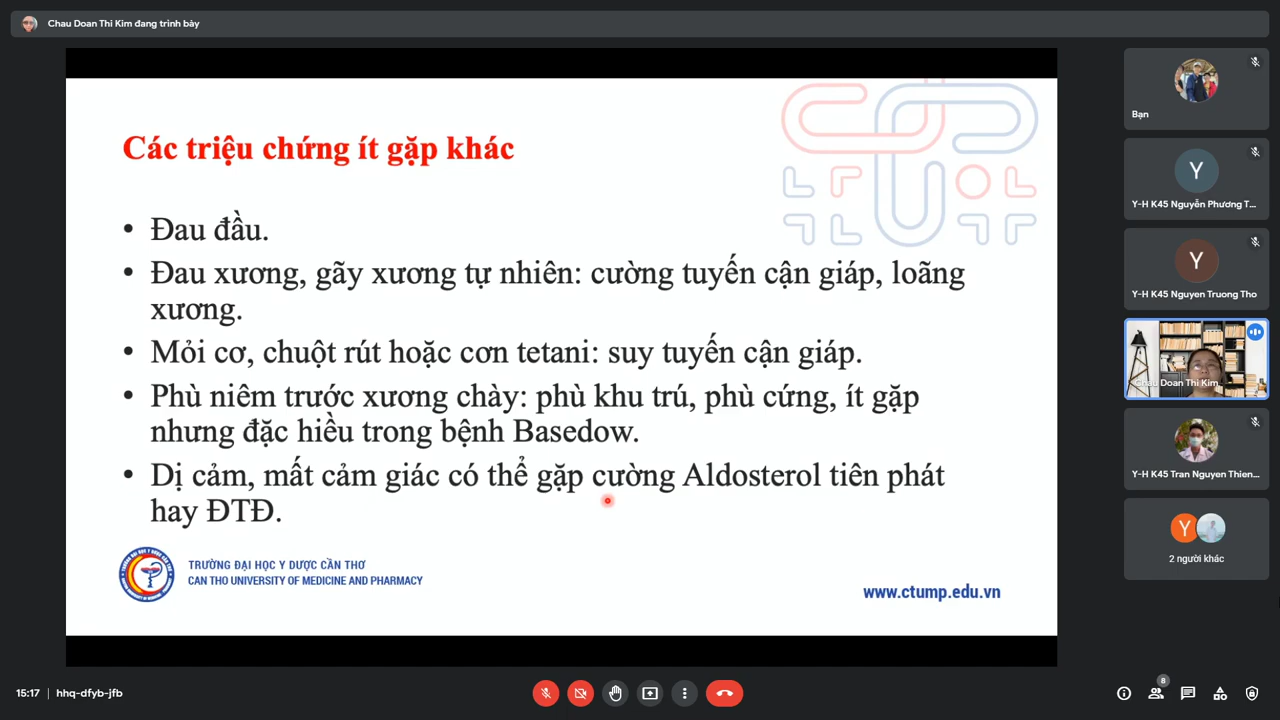 Chau Doan Thi Kim đang trình bày
Các triệu chứng ít gặp khác
• Đau đầu.
• Đau xương, gãy xương tự nhiên: cường tuyến cận giáp, loãng
xương.
• Mỏi cơ, chuột rút hoặc cơn tetani: suy tuyến cận giáp.
• Phù niêm trước xương chày: phù khu trú, phù cứng, ít gặp
nhưng đặc hiều trong bệnh Basedow.
• Dị cảm, mất cảm giác có thể gặp cường Aldosterol tiên phát
hay ĐTĐ.
TRƯỜNG ĐẠI HỌC Y DƯỢC CẦN THƠ
CAN THO UNIVERSITY OF MEDICINE AND PHARMACY
www.ctump.edu.vn
Bạn
Y
Y-H K45 Nguyễn Phương T...
Y
Y-H K45 Nguyen Truong Tho
Chau Doan Thi Kim
Y-H K45 Tran Nguyen Thien...
Y
2 người khác
15:17 | hhq-dfyb-jfb
8